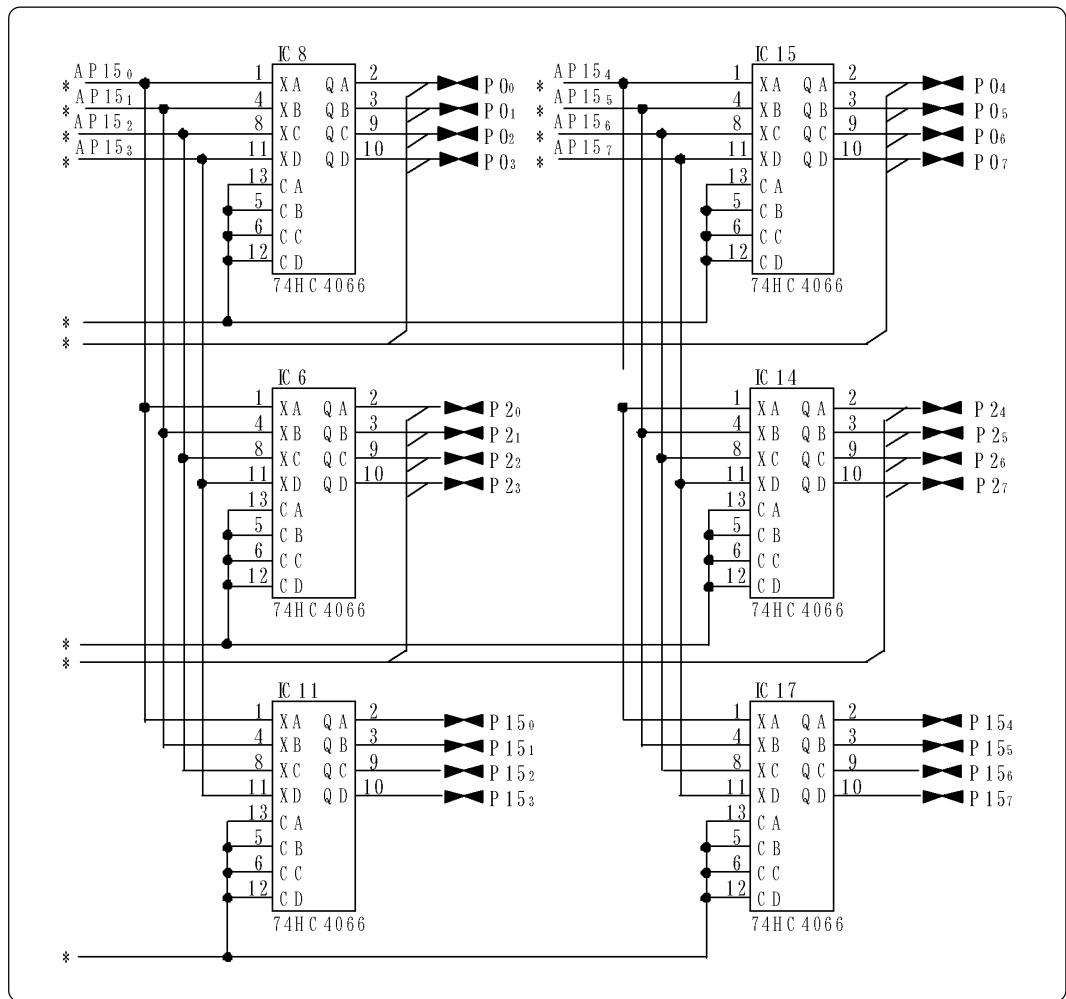 IC 8 IC 15
* AP15₀ 1 XA QA 2 P0₀ * AP15₄ 1 XA QA 2 P0₄
* AP15₁ 4 XB QB 3 P0₁ * AP15₅ 4 XB QB 3 P0₅
* AP15₂ 8 XC QC 9 P0₂ * AP15₆ 8 XC QC 9 P0₆
* AP15₃ 11 XD QD 10 P0₃ * AP15₇ 11 XD QD 10 P0₇
13 CA 13 CA
5 CB 5 CB
6 CC 6 CC
12 CD 12 CD
74HC4066 74HC4066
*
*
IC 6 IC 14
1 XA QA 2 P2₀ 1 XA QA 2 P2₄
4 XB QB 3 P2₁ 4 XB QB 3 P2₅
8 XC QC 9 P2₂ 8 XC QC 9 P2₆
11 XD QD 10 P2₃ 11 XD QD 10 P2₇
13 CA 13 CA
5 CB 5 CB
6 CC 6 CC
12 CD 12 CD
74HC4066 74HC4066
*
*
IC 11 IC 17
1 XA QA 2 P15₀ 1 XA QA 2 P15₄
4 XB QB 3 P15₁ 4 XB QB 3 P15₅
8 XC QC 9 P15₂ 8 XC QC 9 P15₆
11 XD QD 10 P15₃ 11 XD QD 10 P15₇
13 CA 13 CA
5 CB 5 CB
6 CC 6 CC
12 CD 12 CD
74HC4066 74HC4066
*